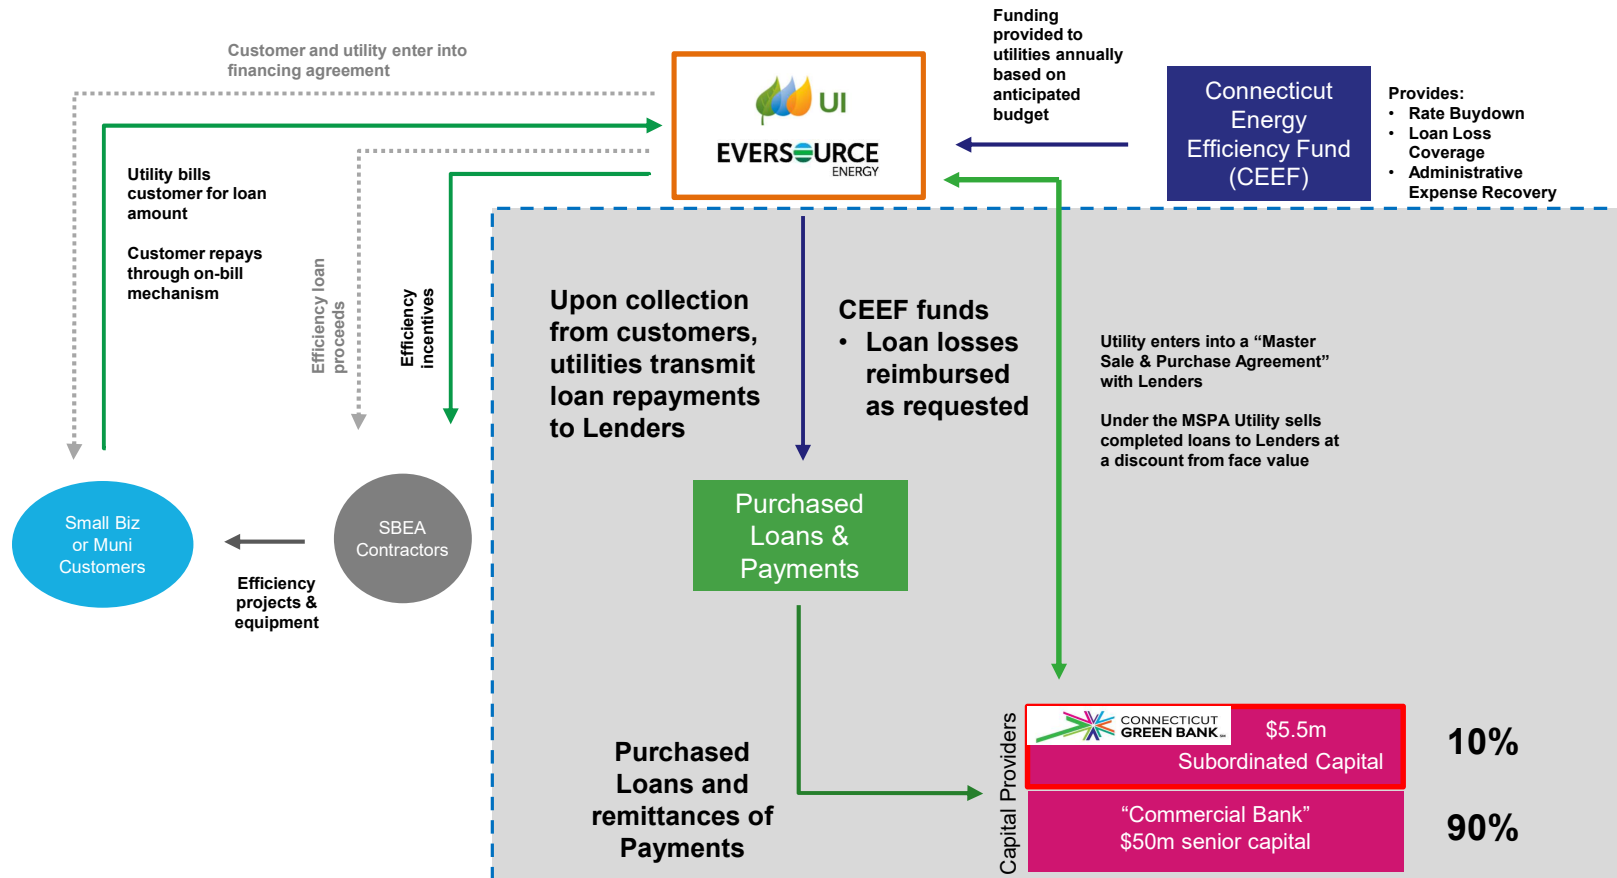 Customer and utility enter into
financing agreement
UI
EVERSOURCE
ENERGY
Funding
provided to
utilities annually
based on
anticipated
budget
Connecticut
Energy
Efficiency Fund
(CEEF)
Provides:
• Rate Buydown
• Loan Loss
Coverage
• Administrative
Expense Recovery
Utility bills
customer for loan
amount
Customer repays
through on-bill
mechanism
Efficiency loan
proceeds
Efficiency
incentives
Upon collection
from customers,
utilities transmit
loan repayments
to Lenders
CEEF funds
• Loan losses
reimbursed
as requested
Utility enters into a “Master
Sale & Purchase Agreement”
with Lenders
Under the MSPA Utility sells
completed loans to Lenders at
a discount from face value
Small Biz
or Muni
Customers
SBEA
Contractors
Efficiency
projects &
equipment
Purchased
Loans &
Payments
Purchased
Loans and
remittances of
Payments
Capital Providers
CONNECTICUT
GREEN BANK
$5.5m
Subordinated Capital
10%
“Commercial Bank”
$50m senior capital
90%